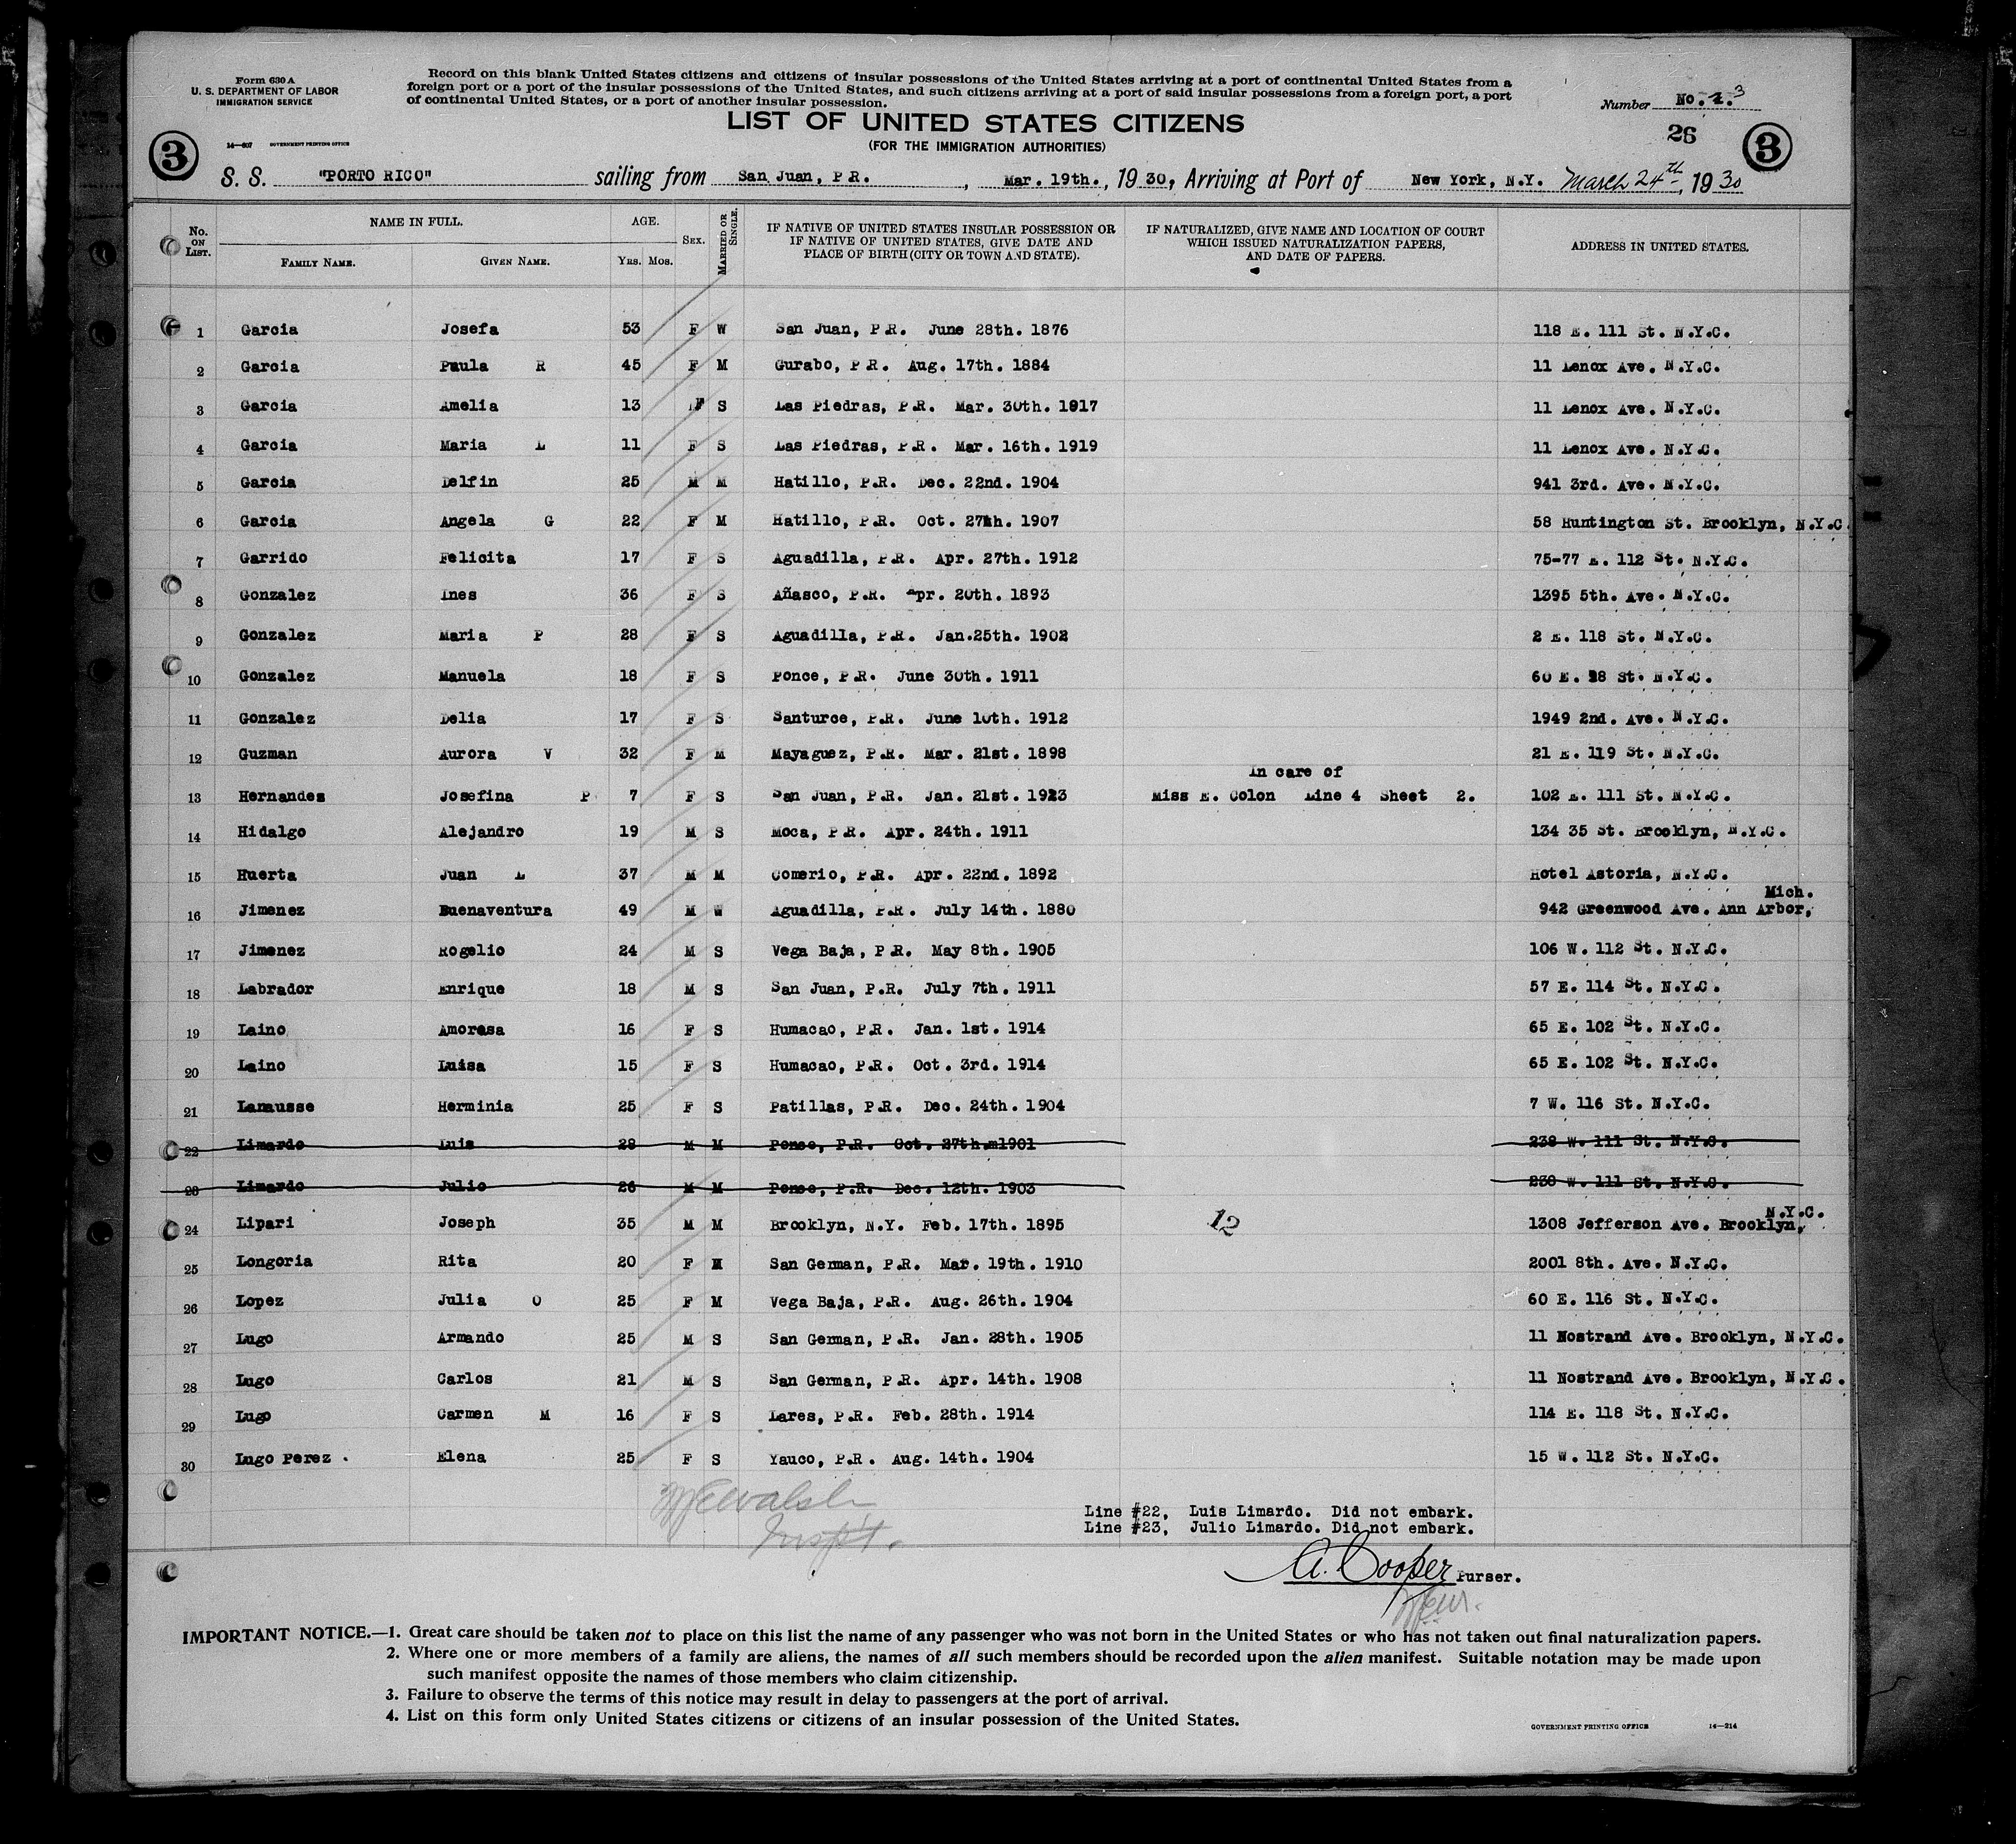 Form 630 A
U. S. DEPARTMENT OF LABOR
IMMIGRATION SERVICE
14—607 GOVERNMENT PRINTING OFFICE
Record on this blank United States citizens and citizens of insular possessions of the United States arriving at a port of continental United States from a
foreign port or a port of the insular possessions of the United States, and such citizens arriving at a port of said insular possessions from a foreign port, a port
of continental United States, or a port of another insular possession.
Number No. 3
26
LIST OF UNITED STATES CITIZENS
(FOR THE IMMIGRATION AUTHORITIES)
3 3
S. S. "PORTO RICO" sailing from San Juan, P.R., Mar. 19th., 1930, Arriving at Port of New York, N.Y. March 24th, 1930
No. ON LIST. NAME IN FULL. FAMILY NAME. GIVEN NAME. AGE. YRS. MOS. SEX. MARRIED OR SINGLE. IF NATIVE OF UNITED STATES INSULAR POSSESSION OR IF NATIVE OF UNITED STATES, GIVE DATE AND PLACE OF BIRTH (CITY OR TOWN AND STATE). IF NATURALIZED, GIVE NAME AND LOCATION OF COURT WHICH ISSUED NATURALIZATION PAPERS, AND DATE OF PAPERS. ADDRESS IN UNITED STATES.
1 Garcia Josefa 53 F W San Juan, P.R. June 28th. 1876 118 E. 111 St. N.Y.C.
2 Garcia Paula R 45 F M Gurabo, P.R. Aug. 17th. 1884 11 Lenox Ave. N.Y.C.
3 Garcia Amelia 13 F S Las Piedras, P.R. Mar. 30th. 1917 11 Lenox Ave. N.Y.C.
4 Garcia Maria L 11 F S Las Piedras, P.R. Mar. 16th. 1919 11 Lenox Ave. N.Y.C.
5 Garcia Delfin 25 M M Hatillo, P.R. Dec. 22nd. 1904 941 3rd. Ave. N.Y.C.
6 Garcia Angela G 22 F M Hatillo, P.R. Oct. 27th. 1907 58 Huntington St. Brooklyn, N.Y.C.
7 Garrido Felicita 17 F S Aguadilla, P.R. Apr. 27th. 1912 75-77 E. 112 St. N.Y.C.
8 Gonzalez Ines 36 F S Añasco, P.R. Apr. 20th. 1893 1395 5th. Ave. N.Y.C.
9 Gonzalez Maria P 28 F S Aguadilla, P.R. Jan.25th. 1902 2 E. 118 St. N.Y.C.
10 Gonzalez Manuela 18 F S Ponce, P.R. June 30th. 1911 60 E. St. N.Y.C.
11 Gonzalez Delia 17 F S Santurce, P.R. June 10th. 1912 1949 2nd. Ave. N.Y.C.
12 Guzman Aurora V 32 F M Mayaguez, P.R. Mar. 21st. 1898 21 E. 119 St. N.Y.C.
In care of
13 Hernandes Josefina P 7 F S San Juan, P.R. Jan. 21st. 1923 Miss E. Colon Line 4 Sheet 2. 102 E. 111 St. N.Y.C.
14 Hidalgo Alejandro 19 M S Moca, P.R. Apr. 24th. 1911 134 35 St. Brooklyn, N.Y.C.
15 Huerta Juan L 37 M M Comerio, P.R. Apr. 22nd. 1892 Hotel Astoria, N.Y.C.
Mich.
16 Jimenez Buenaventura 49 M W Aguadilla, P.R. July 14th. 1880 942 Greenwood Ave. Ann Arbor,
17 Jimenez Rogelio 24 M S Vega Baja, P.R. May 8th. 1905 106 W. 112 St. N.Y.C.
18 Labrador Enrique 18 M S San Juan, P.R. July 7th. 1911 57 E. 114 St. N.Y.C.
19 Laino Amoresa 16 F S Humacao, P.R. Jan. 1st. 1914 65 E. 102 St. N.Y.C.
20 Laino Luisa 15 F S Humacao, P.R. Oct. 3rd. 1914 65 E. 102 St. N.Y.C.
21 Lamusse Herminia 25 F S Patillas, P.R. Dec. 24th. 1904 7 W. 116 St. N.Y.C.
22 Limardo Luis 28 M M Ponce, P.R. Oct. 27th.m1901 238 W. 111 St. N.Y.C.
23 Limardo Julio 26 M M Ponce, P.R. Dec. 12th. 1903 238 W. 111 St. N.Y.C.
N.Y.C.
24 Lipari Joseph 35 M M Brooklyn, N.Y. Feb. 17th. 1895 12 1308 Jefferson Ave. Brooklyn,
25 Longoria Rita 20 F M San German, P.R. Mar. 19th. 1910 2001 8th. Ave. N.Y.C.
26 Lopez Julia O 25 F M Vega Baja, P.R. Aug. 26th. 1904 60 E. 116 St. N.Y.C.
27 Lugo Armando 25 M S San German, P.R. Jan. 28th. 1905 11 Nostrand Ave. Brooklyn, N.Y.C.
28 Lugo Carlos 21 M S San German, P.R. Apr. 14th. 1908 11 Nostrand Ave. Brooklyn, N.Y.C.
29 Lugo Carmen M 16 F S Lares, P.R. Feb. 28th. 1914 114 E. 118 St. N.Y.C.
30 Lugo Perez . Elena 25 F S Yauco, P.R. Aug. 14th. 1904 15 W. 112 St. N.Y.C.
Walsh
Inspt.
Line #22, Luis Limardo. Did not embark.
Line #23, Julio Limardo. Did not embark.
A. Cooper Purser.
IMPORTANT NOTICE.—1. Great care should be taken not to place on this list the name of any passenger who was not born in the United States or who has not taken out final naturalization papers.
2. Where one or more members of a family are aliens, the names of all such members should be recorded upon the alien manifest. Suitable notation may be made upon
such manifest opposite the names of those members who claim citizenship.
3. Failure to observe the terms of this notice may result in delay to passengers at the port of arrival.
4. List on this form only United States citizens or citizens of an insular possession of the United States.
GOVERNMENT PRINTING OFFICE 14—214